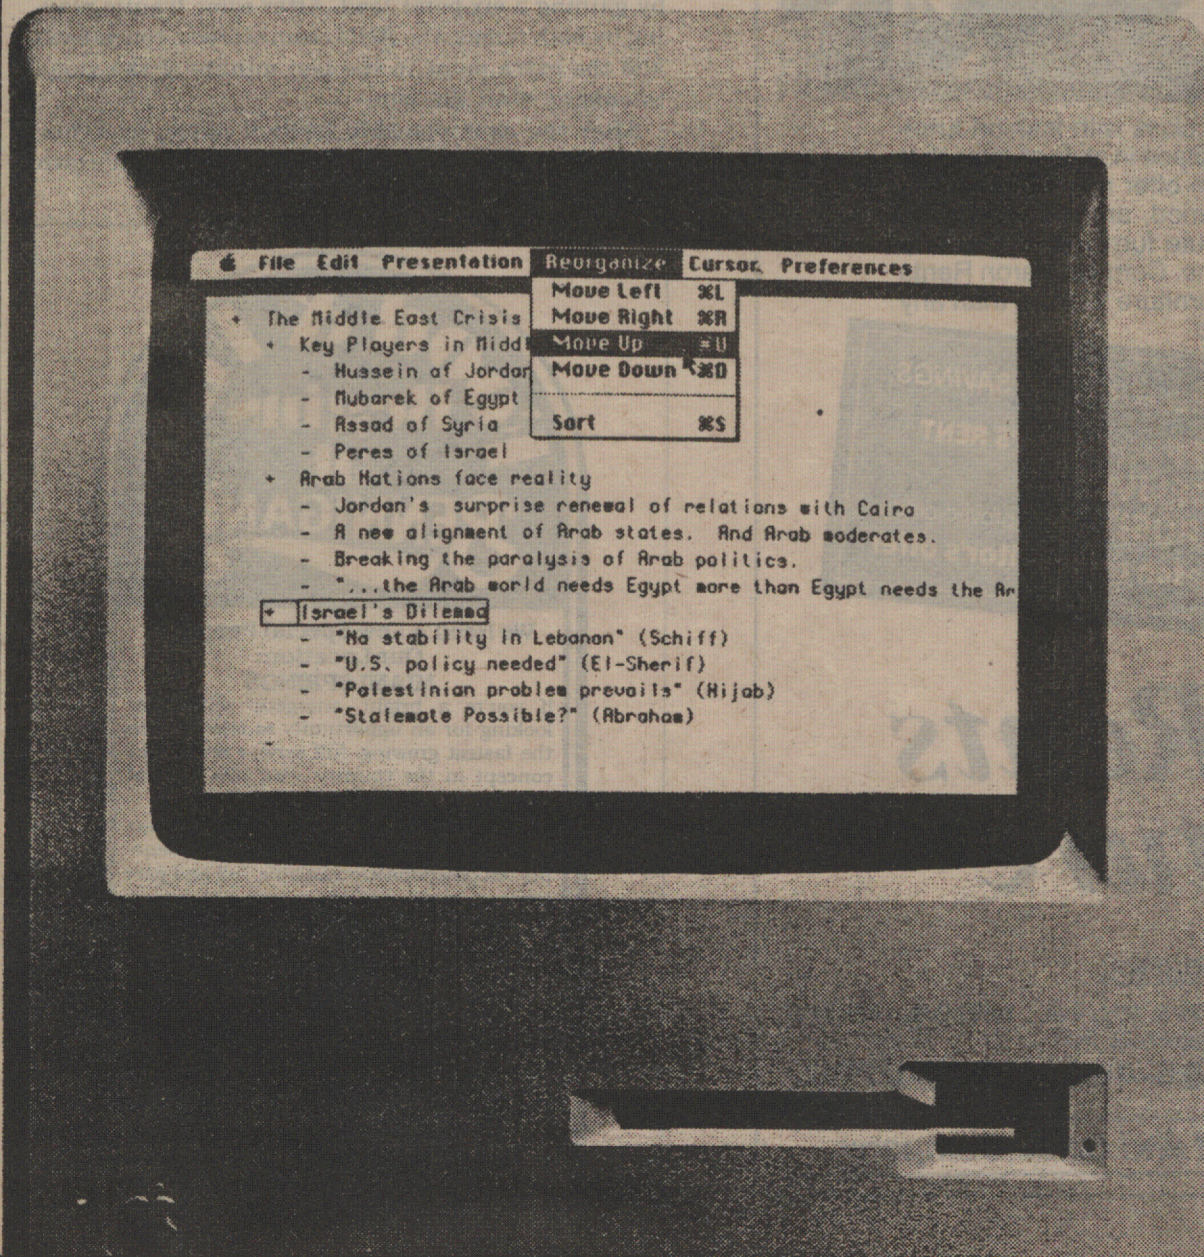 File Edit Presentation Reorganize Cursor Preferences
Move Left ⌘L
Move Right ⌘R
Move Up ⌘U
Move Down ⌘D
Sort ⌘S
+ The Middle East Crisis
+ Key Players in Middl
- Hussein of Jordan
- Mubarek of Egypt
- Assad of Syria
- Peres of Israel
+ Arab Nations face reality
- Jordan's surprise renewal of relations with Cairo
- A new alignment of Arab states. And Arab moderates.
- Breaking the paralysis of Arab politics.
- "...the Arab world needs Egypt more than Egypt needs the Ar
+ Israel's Dilemma
- "No stability in Lebanon" (Schiff)
- "U.S. policy needed" (El-Sherif)
- "Palestinian problem prevails" (Hijab)
- "Stalemate Possible?" (Abraham)